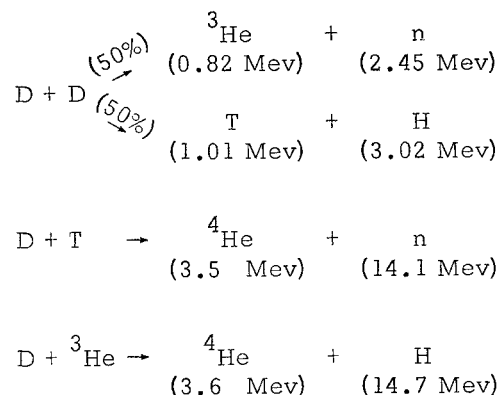 ³He + n
(50%) (0.82 Mev) (2.45 Mev)
D + D →
(50%) → T + H
(1.01 Mev) (3.02 Mev)
D + T → ⁴He + n
(3.5 Mev) (14.1 Mev)
D + ³He → ⁴He + H
(3.6 Mev) (14.7 Mev)